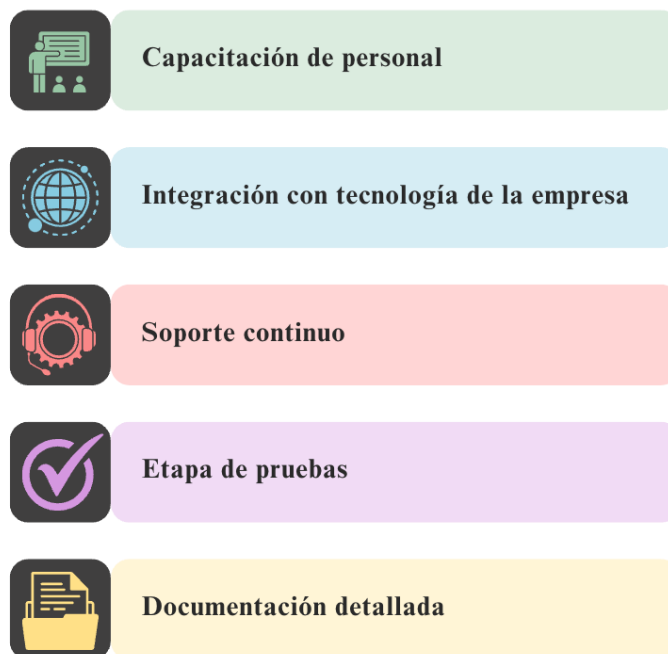 Capacitación de personal
Integración con tecnología de la empresa
Soporte continuo
Etapa de pruebas
Documentación detallada